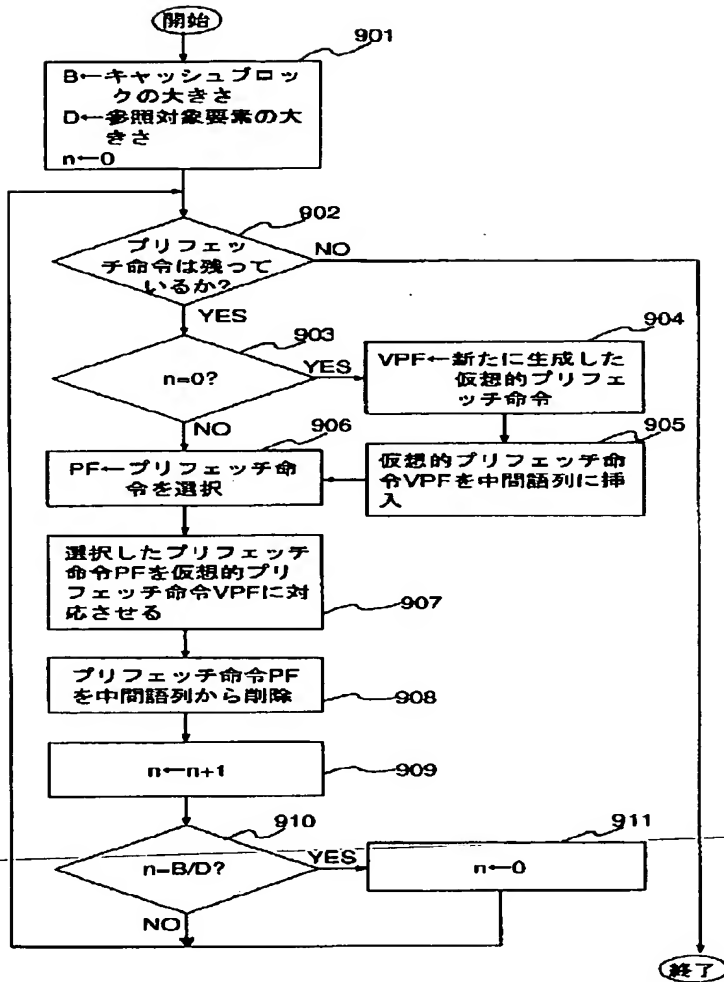 開始
901
B←キャッシュブロッ
クの大きさ
D←参照対象要素の大
きさ
n←0
902
プリフェッ
チ命令は残って
いるか?
NO
YES
903
n=0?
YES
904
VPF←新たに生成した
仮想的プリフェ
ッチ命令
NO
906
PF←プリフェッチ命
令を選択
905
仮想的プリフェッチ命
令VPFを中間語列に挿
入
選択したプリフェッチ
命令PFを仮想的プリ
フェッチ命令VPFに対
応させる
907
プリフェッチ命令PF
を中間語列から削除
908
n←n+1
909
910
n=B/D?
YES
911
n←0
NO
終了